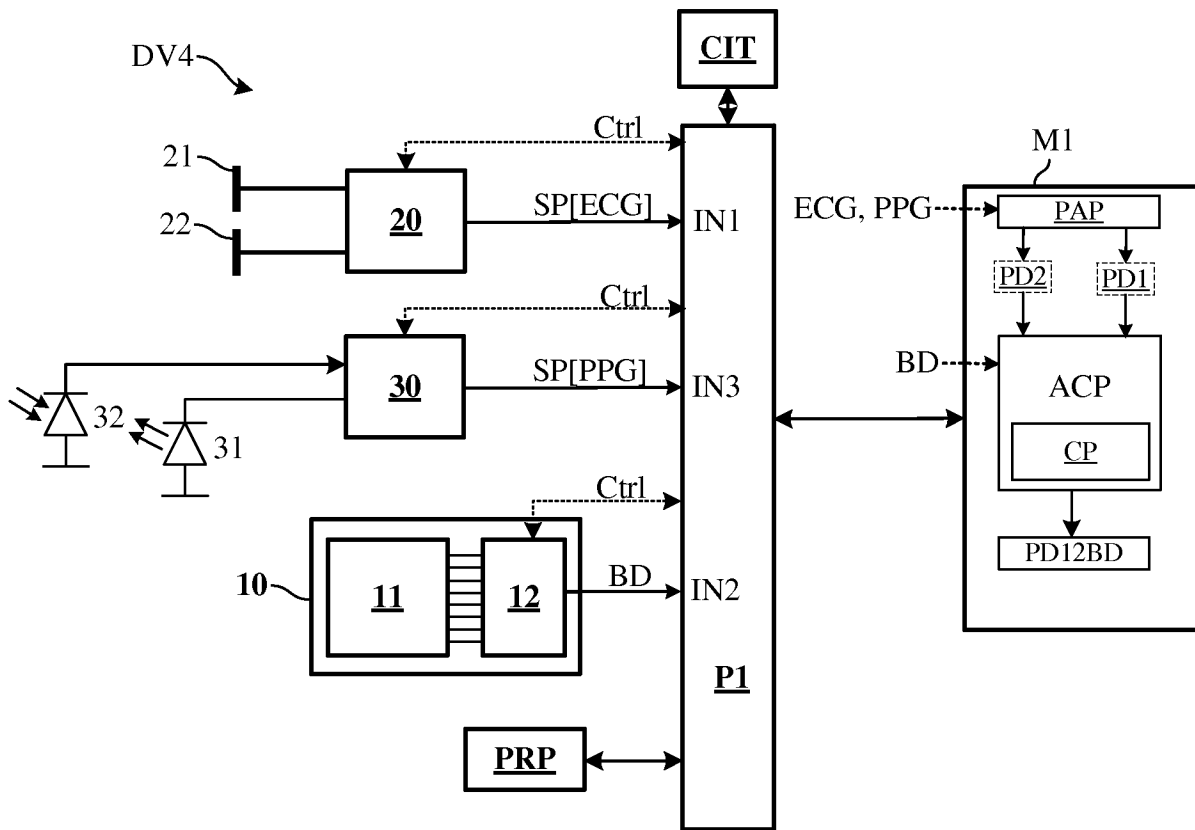 CIT
DV4
Ctrl
M1
21
SP[ECG]
ECG, PPG
PAP
20
IN1
22
PD2
PD1
Ctrl
BD
ACP
SP[PPG]
30
IN3
32
31
CP
Ctrl
PD12BD
10
11
12
BD
IN2
P1
PRP